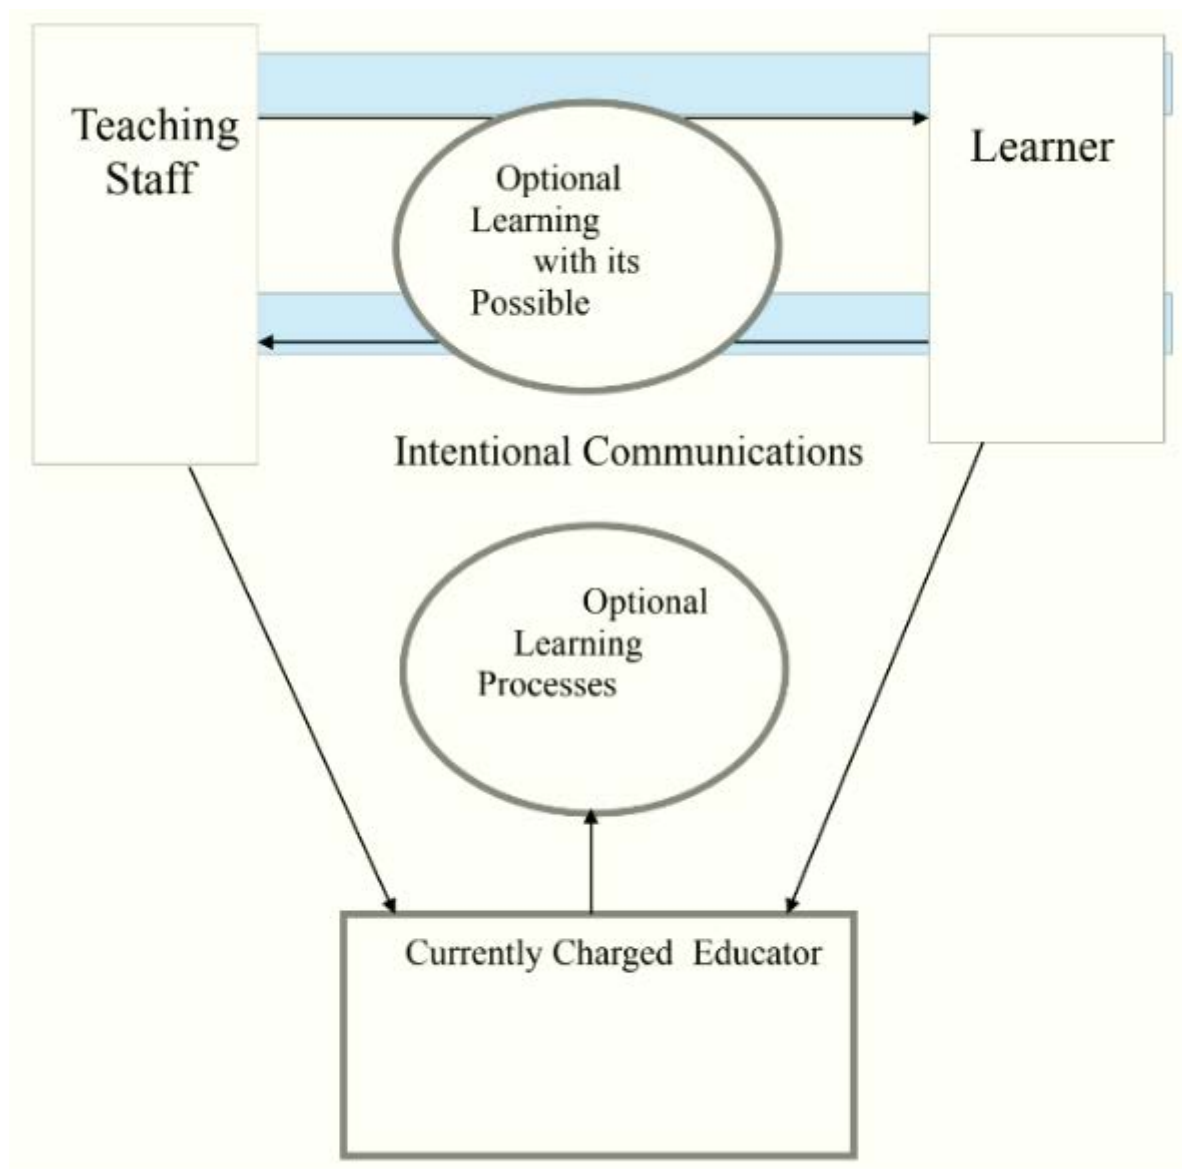 Teaching
Staff
Learner
Optional
Learning
with its
Possible
Intentional Communications
Optional
Learning
Processes
Currently Charged Educator